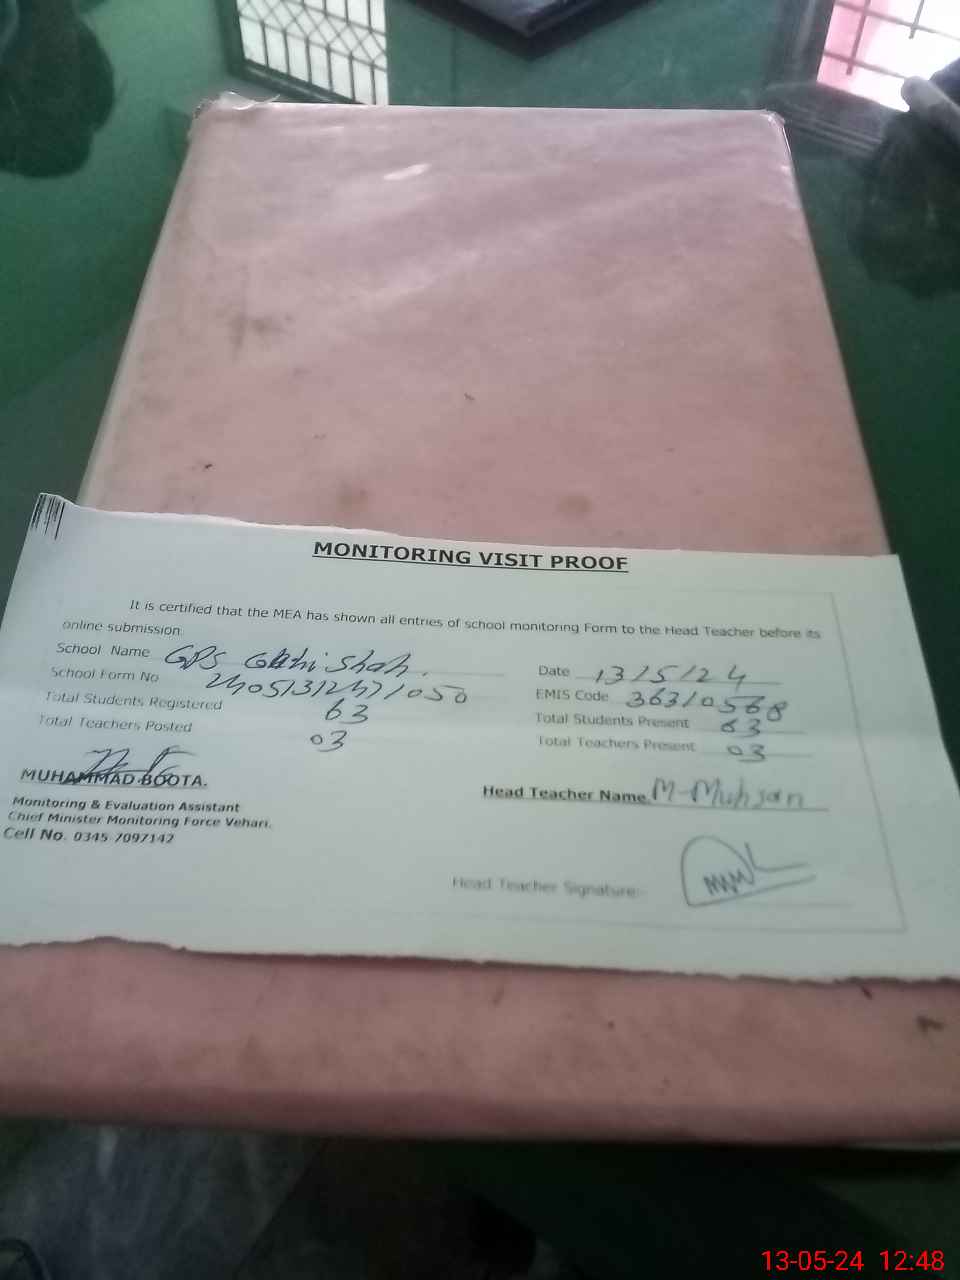 MONITORING VISIT PROOF
It is certified that the MEA has shown all entries of school monitoring Form to the Head Teacher before its
online submission.
School Name GPS Gahi Shah. Date 13/5/24
School Form No EMIS Code 36310568
Total Students Registered 63 Total Students Present 63
Total Teachers Posted 03 Total Teachers Present 03
MUHAMMAD BOOTA. Head Teacher Name. M-Muhsan
Monitoring & Evaluation Assistant
Chief Minister Monitoring Force Vehari.
Cell No. 0345 7097142
Head Teacher Signature:-
13-05-24 12:48